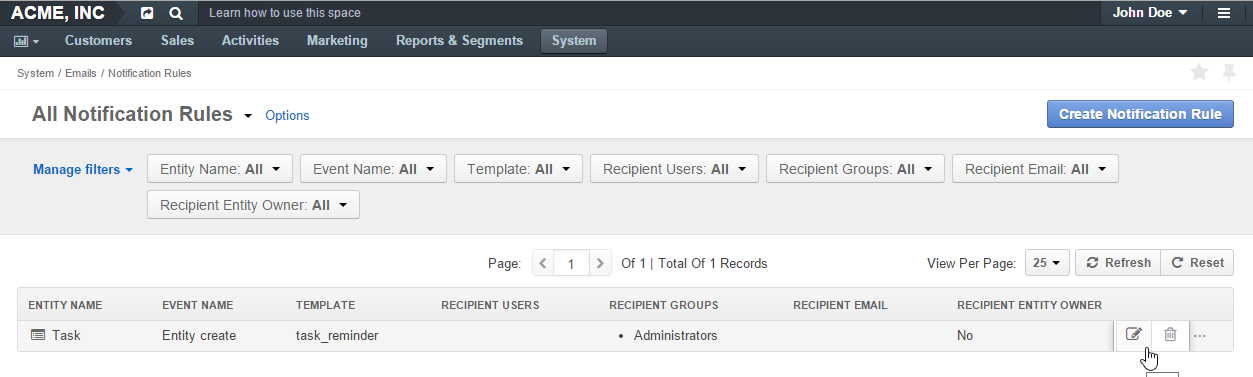 ACME, INC Learn how to use this space John Doe
Customers Sales Activities Marketing Reports & Segments System
System / Emails / Notification Rules
All Notification Rules Options Create Notification Rule
Manage filters Entity Name: All Event Name: All Template: All Recipient Users: All Recipient Groups: All Recipient Email: All
Recipient Entity Owner: All
Page: 1 Of 1 | Total Of 1 Records View Per Page: 25 Refresh Reset
ENTITY NAME EVENT NAME TEMPLATE RECIPIENT USERS RECIPIENT GROUPS RECIPIENT EMAIL RECIPIENT ENTITY OWNER
Task Entity create task_reminder • Administrators No ...